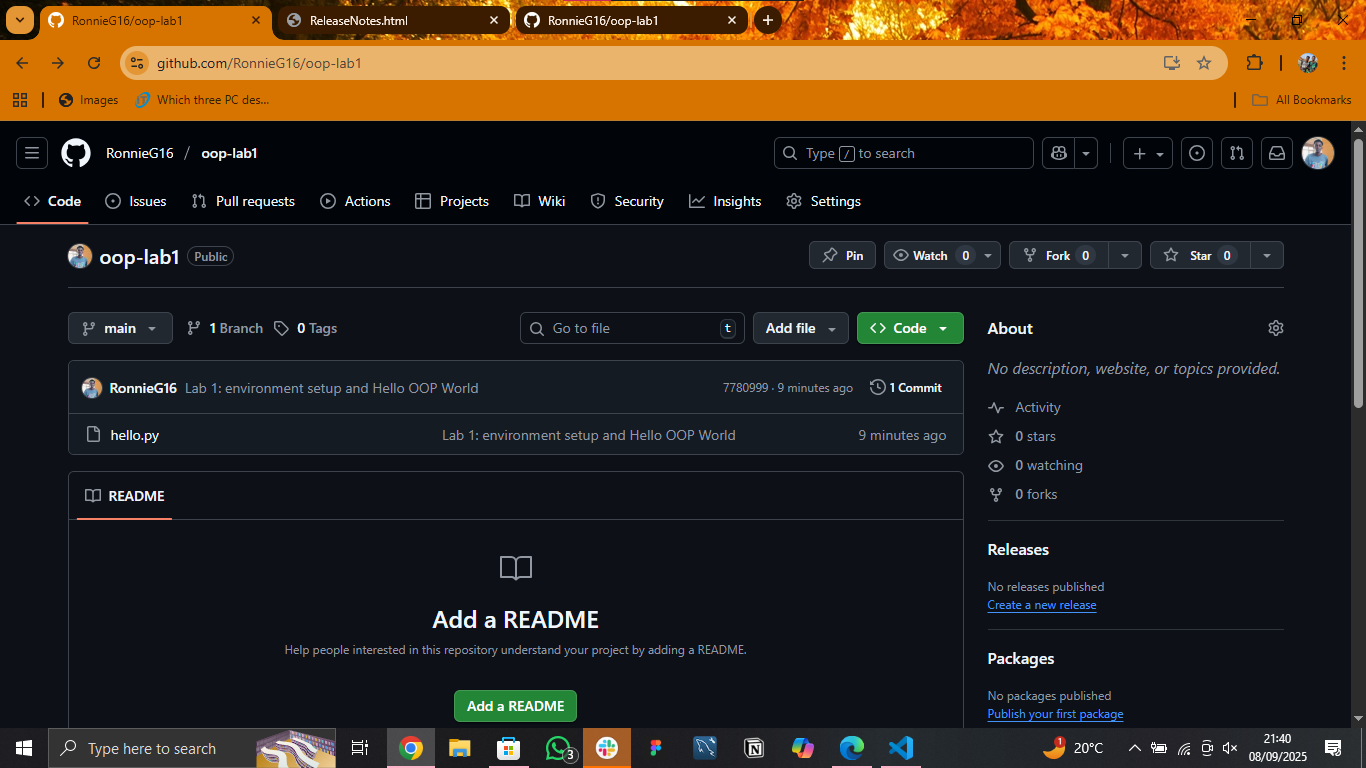 RonnieG16/oop-lab1
ReleaseNotes.html
RonnieG16/oop-lab1
github.com/RonnieG16/oop-lab1
Images
Which three PC des...
All Bookmarks
RonnieG16 / oop-lab1
Type / to search
Code
Issues
Pull requests
Actions
Projects
Wiki
Security
Insights
Settings
oop-lab1 Public
Pin
Watch 0
Fork 0
Star 0
main
1 Branch
0 Tags
Go to file t
Add file
Code
RonnieG16 Lab 1: environment setup and Hello OOP World 7780999 · 9 minutes ago 1 Commit
hello.py Lab 1: environment setup and Hello OOP World 9 minutes ago
README
Add a README
Help people interested in this repository understand your project by adding a README.
Add a README
About
No description, website, or topics provided.
Activity
0 stars
0 watching
0 forks
Releases
No releases published
Create a new release
Packages
No packages published
Publish your first package
Type here to search
3
1
20°C
21:40
08/09/2025